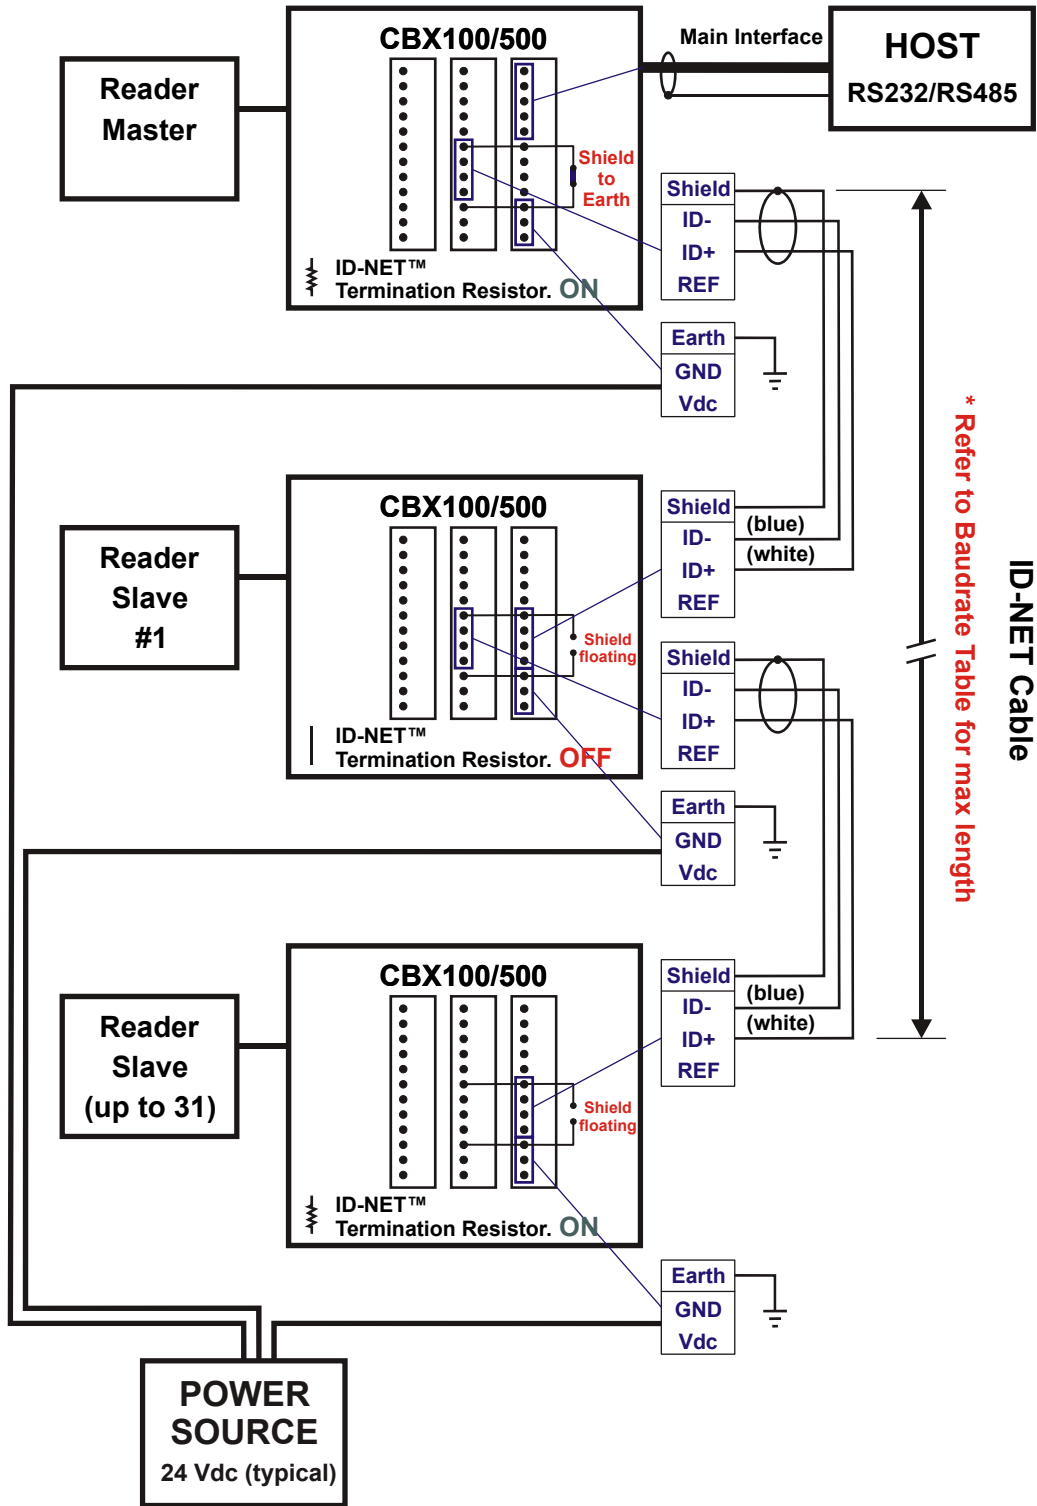 CBX100/500
Main Interface
HOST
RS232/RS485
Reader
Master
Shield
to
Earth
Shield
ID-
ID+
REF
ID-NET™
Termination Resistor. ON
Earth
GND
Vdc
CBX100/500
Reader
Slave
#1
Shield
(blue)
ID-
(white)
ID+
REF
Shield
floating
Shield
ID-
ID+
REF
ID-NET™
Termination Resistor. OFF
Earth
GND
Vdc
* Refer to Baudrate Table for max length
ID-NET Cable
CBX100/500
Reader
Slave
(up to 31)
Shield
(blue)
ID-
(white)
ID+
REF
Shield
floating
ID-NET™
Termination Resistor. ON
Earth
GND
Vdc
POWER
SOURCE
24 Vdc (typical)